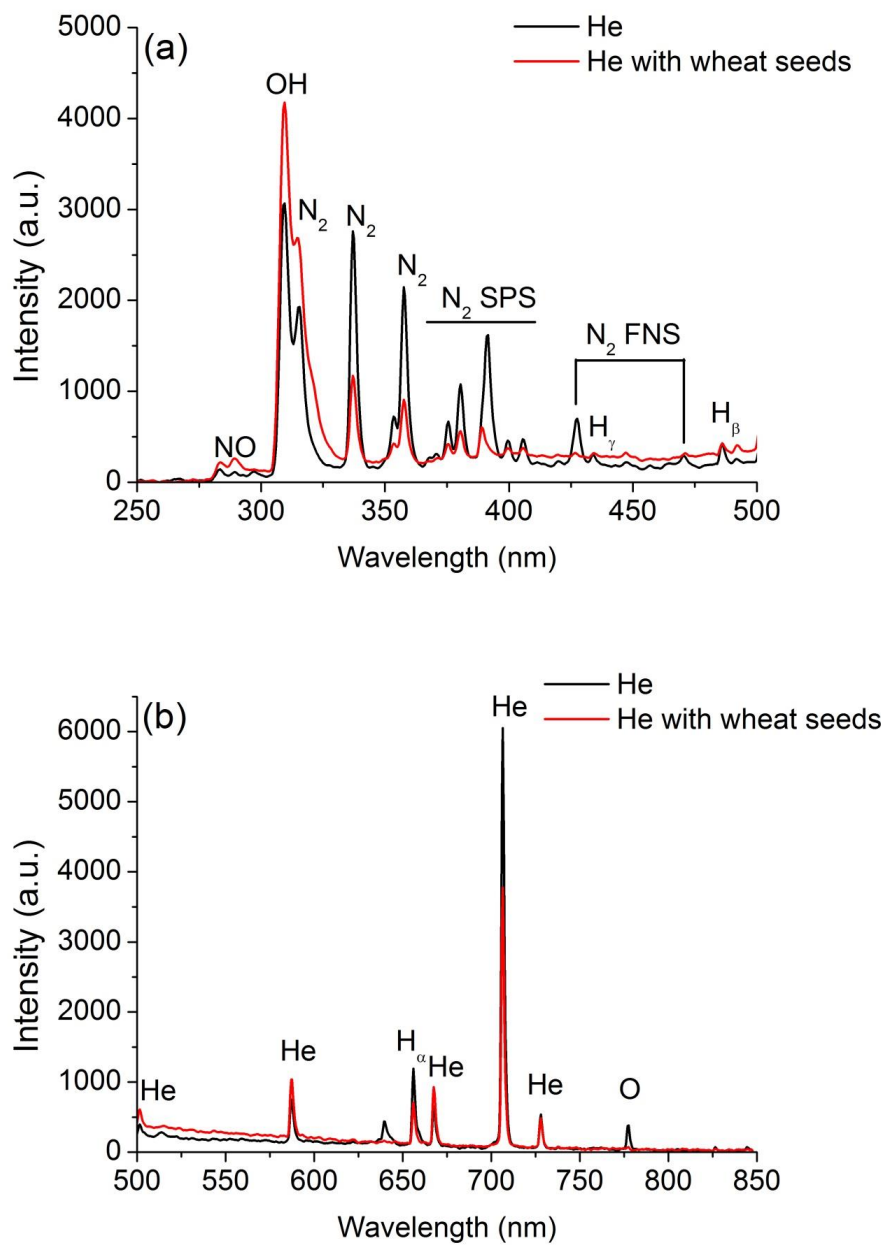 (a)
He
He with wheat seeds
5000
4000
3000
2000
1000
0
Intensity (a.u.)
NO
OH
N₂
N₂
N₂
N₂ SPS
N₂ FNS
Hγ
Hβ
250 300 350 400 450 500
Wavelength (nm)
(b)
He
He with wheat seeds
6000
5000
4000
3000
2000
1000
0
Intensity (a.u.)
He
He
Hα
He
He
He
O
500 550 600 650 700 750 800 850
Wavelength (nm)